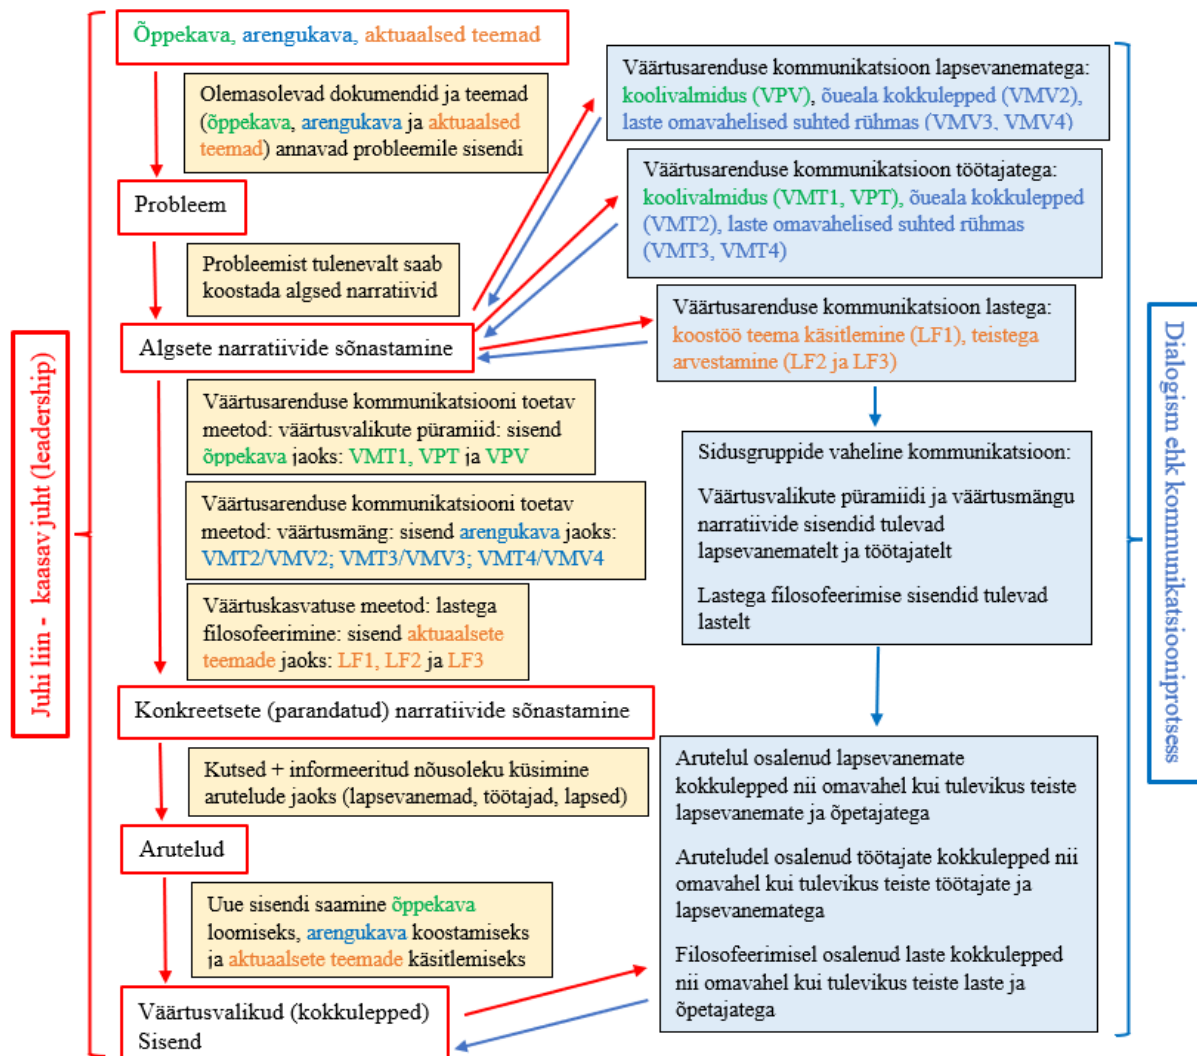 Õppekava, arengukava, aktuaalsed teemad
Olemasolevad dokumendid ja teemad
(õppekava, arengukava ja aktuaalsed
teemad) annavad probleemile sisendi
Probleem
Probleemist tulenevalt saab
koostada algsed narratiivid
Algsete narratiivide sõnastamine
Väärtusarenduse kommunikatsiooni toetav
meetod: väärtusvalikute püramiid: sisend
õppekava jaoks: VMT1, VPT ja VPV
Väärtusarenduse kommunikatsiooni toetav
meetod: väärtusmäng: sisend arengukava jaoks:
VMT2/VMV2; VMT3/VMV3; VMT4/VMV4
Väärtuskasvatuse meetod: lastega
filosofeerimine: sisend aktuaalsete
teemade jaoks: LF1, LF2 ja LF3
Konkreetsete (parandatud) narratiivide sõnastamine
Kutsed + informeeritud nõusoleku küsimine
arutelude jaoks (lapsevanemad, töötajad, lapsed)
Arutelud
Uue sisendi saamine õppekava
loomiseks, arengukava koostamiseks
ja aktuaalsete teemade käsitlemiseks
Väärtusvalikud (kokkulepped)
Sisend
Juhi liin - kaasav juht (leadership)
Väärtusarenduse kommunikatsioon lapsevanematega:
koolivalmidus (VPV), õueala kokkulepped (VMV2),
laste omavahelised suhted rühmas (VMV3, VMV4)
Väärtusarenduse kommunikatsioon töötajatega:
koolivalmidus (VMT1, VPT), õueala kokkulepped
(VMT2), laste omavahelised suhted rühmas
(VMT3, VMT4)
Väärtusarenduse kommunikatsioon lastega:
koostöö teema käsitlemine (LF1), teistega
arvestamine (LF2 ja LF3)
Sidusgruppide vaheline kommunikatsioon:
Väärtusvalikute püramiidi ja väärtusmängu
narratiivide sisendid tulevad
lapsevanematelt ja töötajatelt
Lastega filosofeerimise sisendid tulevad
lastelt
Arutelul osalenud lapsevanemate
kokkulepped nii omavahel kui tulevikus teiste
lapsevanemate ja õpetajatega
Aruteludel osalenud töötajate kokkulepped nii
omavahel kui tulevikus teiste töötajate ja
lapsevanematega
Filosofeerimisel osalenud laste kokkulepped
nii omavahel kui tulevikus teiste laste ja
õpetajatega
Dialogism ehk kommunikatsiooniprotsess